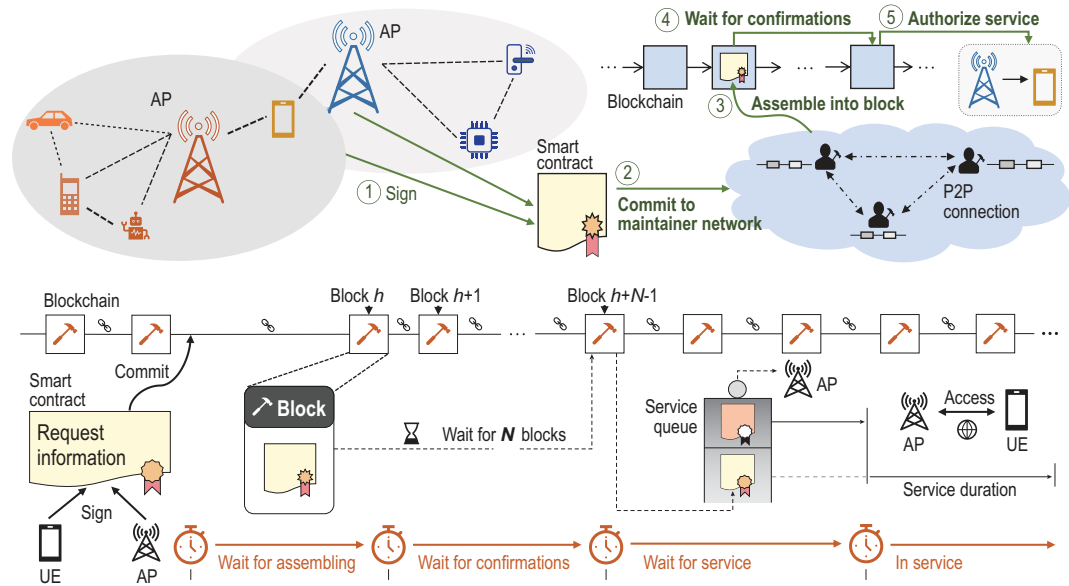 ④ Wait for confirmations
⑤ Authorize service
AP
AP
Blockchain
③ Assemble into block
Smart
contract
① Sign
②
Commit to
maintainer network
P2P
connection
Blockchain
Block h
Block h+1
Block h+N-1
...
...
Commit
Smart
contract
Request
information
Block
Wait for N blocks
Service
queue
AP
Access
AP
UE
Service duration
Sign
UE
AP
Wait for assembling
Wait for confirmations
Wait for service
In service